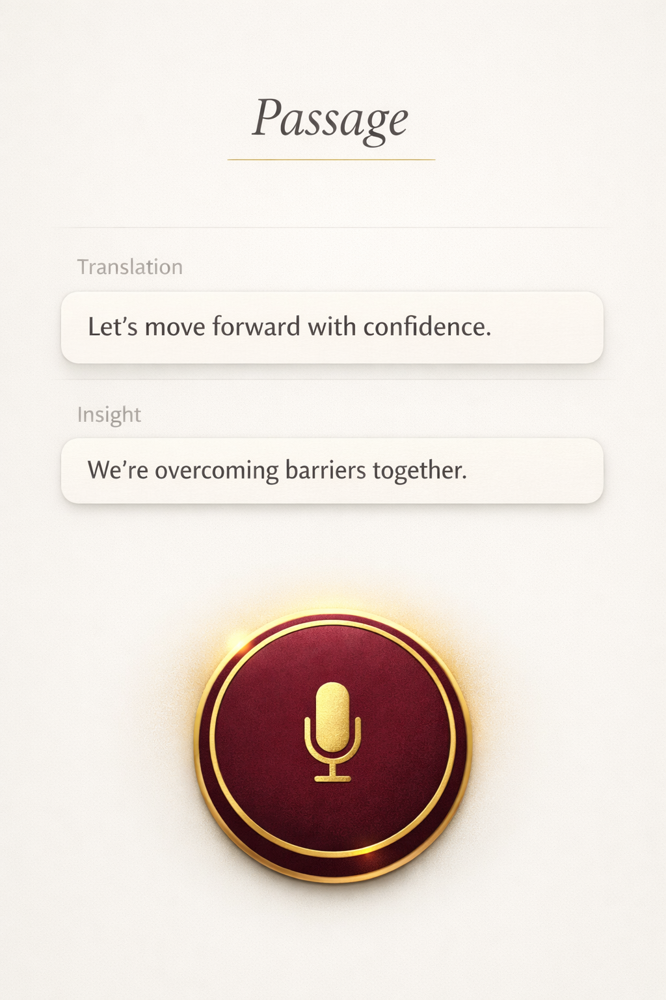 Passage
Translation
Let’s move forward with confidence.
Insight
We’re overcoming barriers together.